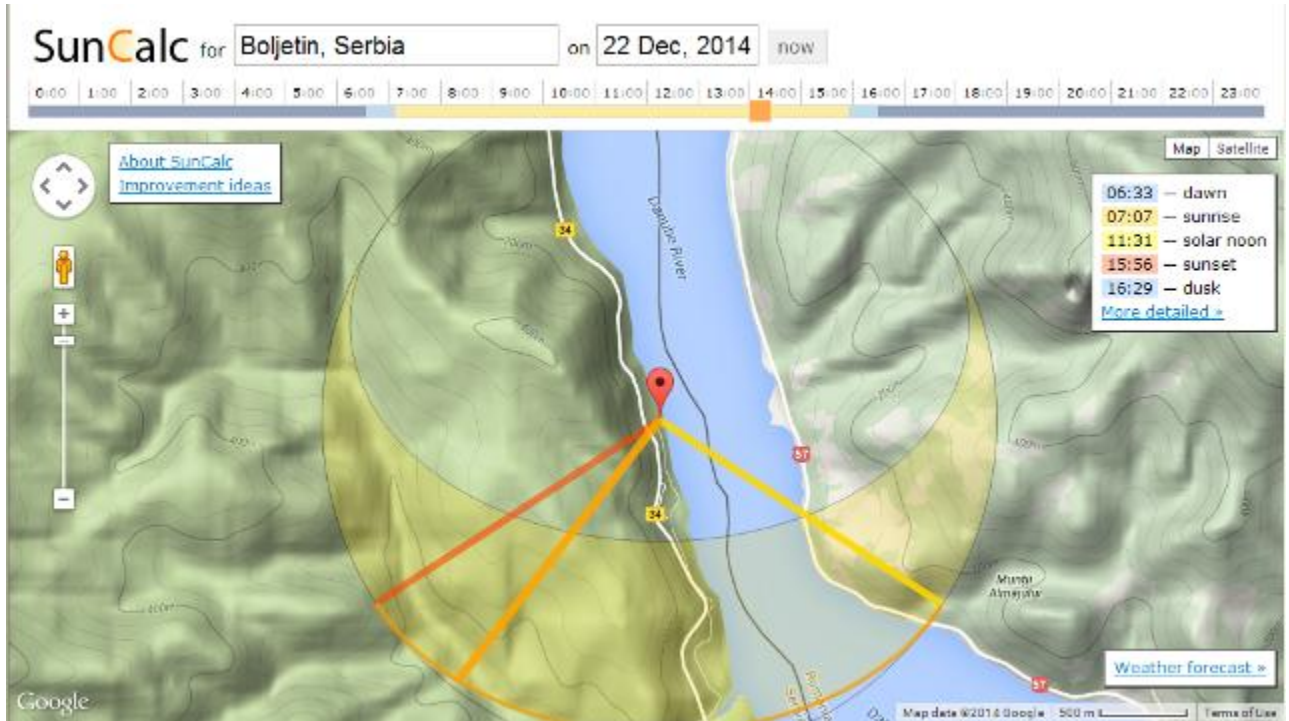 SunCalc for Boljetin, Serbia on 22 Dec, 2014 now
0:00 1:00 2:00 3:00 4:00 5:00 6:00 7:00 8:00 9:00 10:00 11:00 12:00 13:00 14:00 15:00 16:00 17:00 18:00 19:00 20:00 21:00 22:00 23:00
About SunCalc
Improvement ideas
Map Satellite
06:33 — dawn
07:07 — sunrise
11:31 — solar noon
15:56 — sunset
16:29 — dusk
More detailed »
34
Danube River
57
34
Munții
Almajului
Weather forecast »
57
Google
Map data ©2014 Google
500 m
Terms of Use